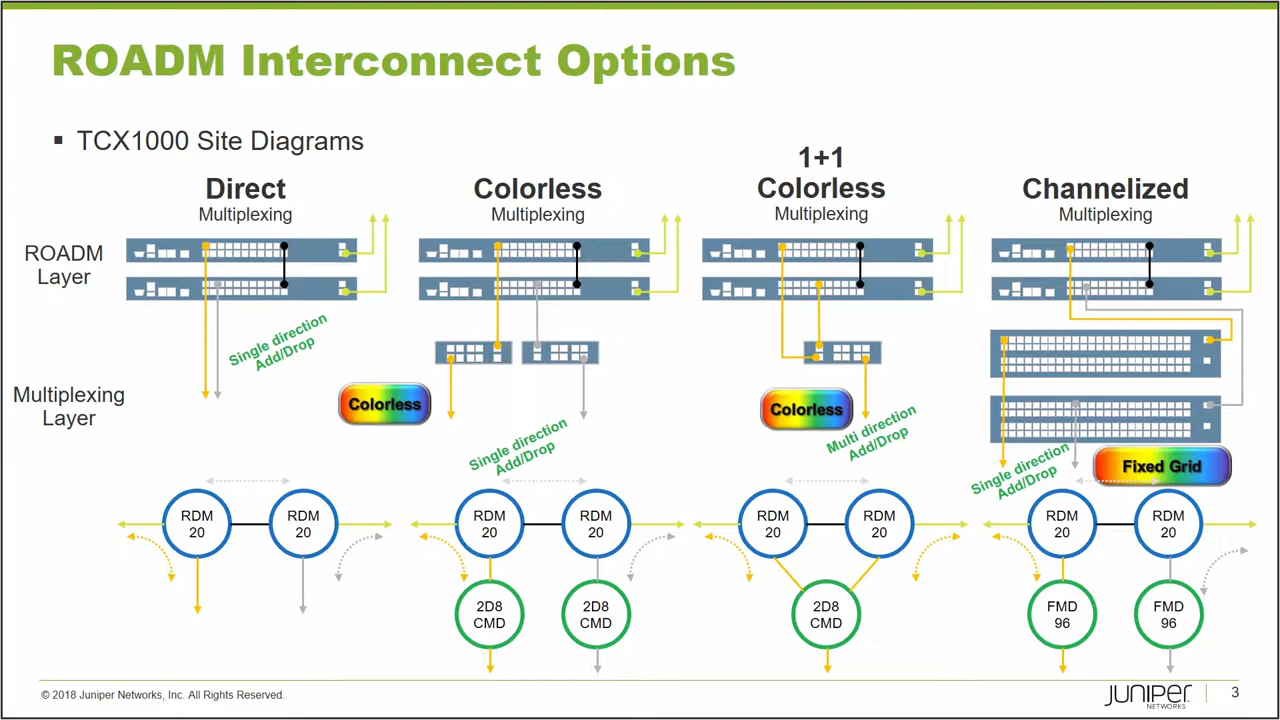 ROADM Interconnect Options
▪ TCX1000 Site Diagrams
Direct
Multiplexing
Colorless
Multiplexing
1+1
Colorless
Multiplexing
Channelized
Multiplexing
ROADM
Layer
Single direction
Add/Drop
Multiplexing
Layer
Colorless
Single direction
Add/Drop
Colorless
Multi direction
Add/Drop
Single direction
Add/Drop
Fixed Grid
RDM
20
RDM
20
RDM
20
RDM
20
2D8
CMD
2D8
CMD
RDM
20
RDM
20
2D8
CMD
RDM
20
RDM
20
FMD
96
FMD
96
© 2018 Juniper Networks, Inc. All Rights Reserved.
JUNIPER
NETWORKS
3